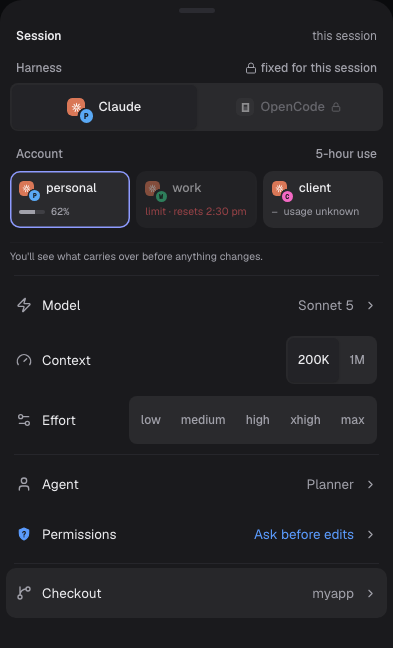 Session this session
Harness fixed for this session
P Claude OpenCode
Account 5-hour use
P personal W work C client
62% limit · resets 2:30 pm – usage unknown
You'll see what carries over before anything changes.
Model Sonnet 5
Context 200K 1M
Effort low medium high xhigh max
Agent Planner
? Permissions Ask before edits
Checkout myapp